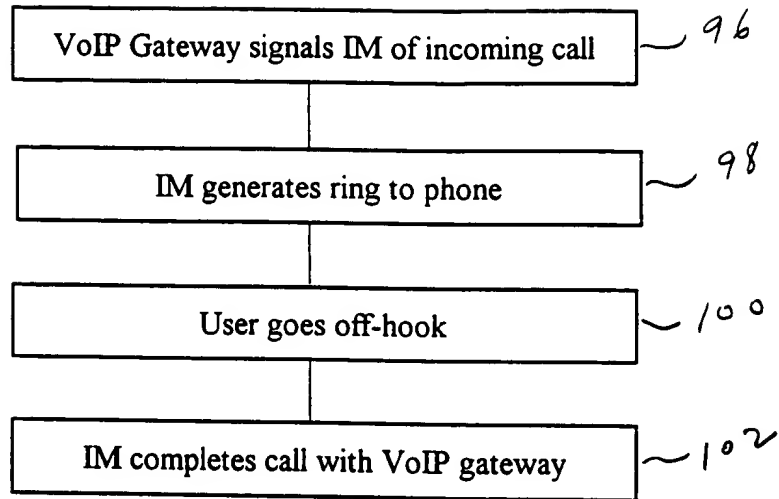 VoIP Gateway signals IM of incoming call 96
IM generates ring to phone 98
User goes off-hook 100
IM completes call with VoIP gateway 102